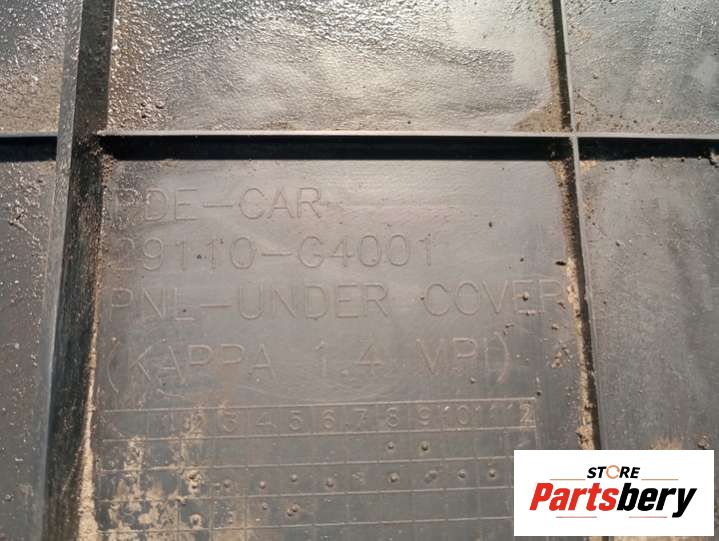 PDE-CAR
29110-G4001
PNL-UNDER COVER
(KAPPA 1.4 MPI)
1 2 3 4 5 6 7 8 9 10 11 12
STORE
Partsbery